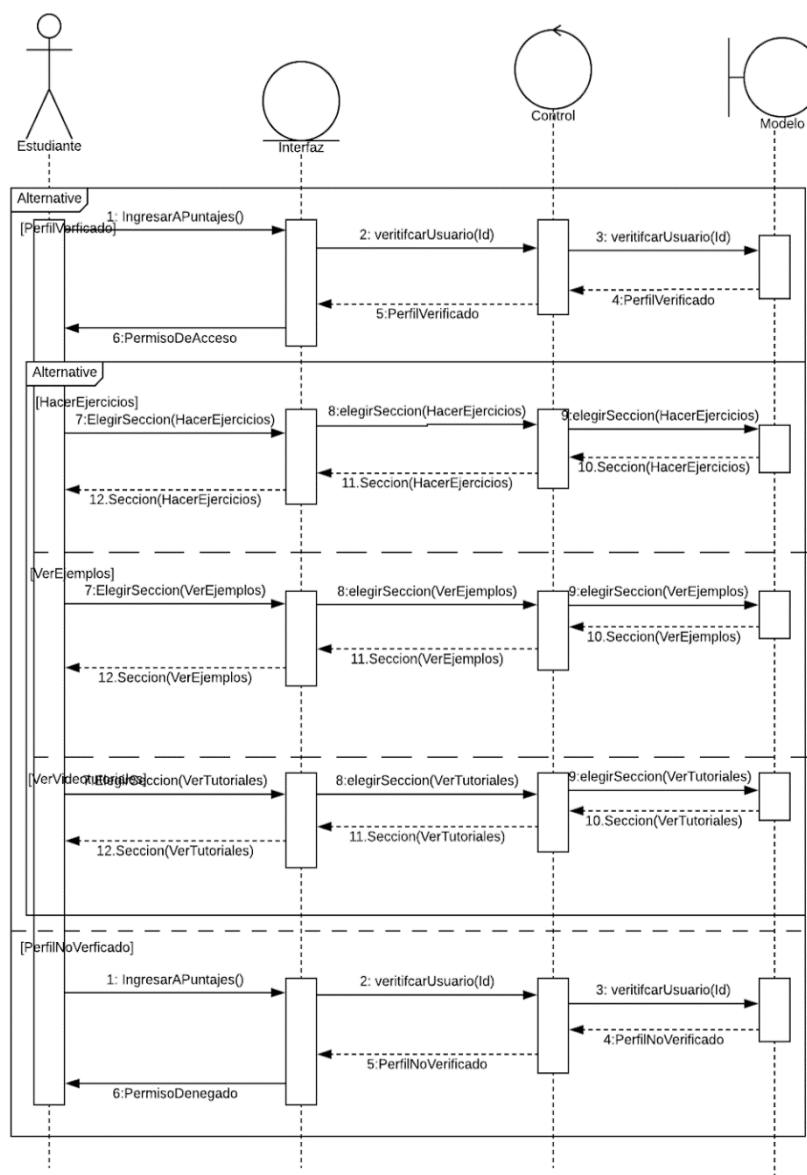 Estudiante
Interfaz
Control
Modelo
Alternative
[PerfilVerficado]
1: IngresarAPuntajes()
2: veritifcarUsuario(Id)
3: veritifcarUsuario(Id)
4:PerfilVerificado
5:PerfilVerificado
6:PermisoDeAcceso
Alternative
[HacerEjercicios]
7:ElegirSeccion(HacerEjercicios)
8:elegirSeccion(HacerEjercicios)
9:elegirSeccion(HacerEjercicios)
10.Seccion(HacerEjercicios)
11.Seccion(HacerEjercicios)
12.Seccion(HacerEjercicios)
[VerEjemplos]
7:ElegirSeccion(VerEjemplos)
8:elegirSeccion(VerEjemplos)
9:elegirSeccion(VerEjemplos)
10.Seccion(VerEjemplos)
11.Seccion(VerEjemplos)
12.Seccion(VerEjemplos)
[VerVideotutoriales]
7:ElegirSeccion(VerTutoriales)
8:elegirSeccion(VerTutoriales)
9:elegirSeccion(VerTutoriales)
10.Seccion(VerTutoriales)
11.Seccion(VerTutoriales)
12.Seccion(VerTutoriales)
[PerfilNoVerficado]
1: IngresarAPuntajes()
2: veritifcarUsuario(Id)
3: veritifcarUsuario(Id)
4:PerfilNoVerificado
5:PerfilNoVerificado
6:PermisoDenegado